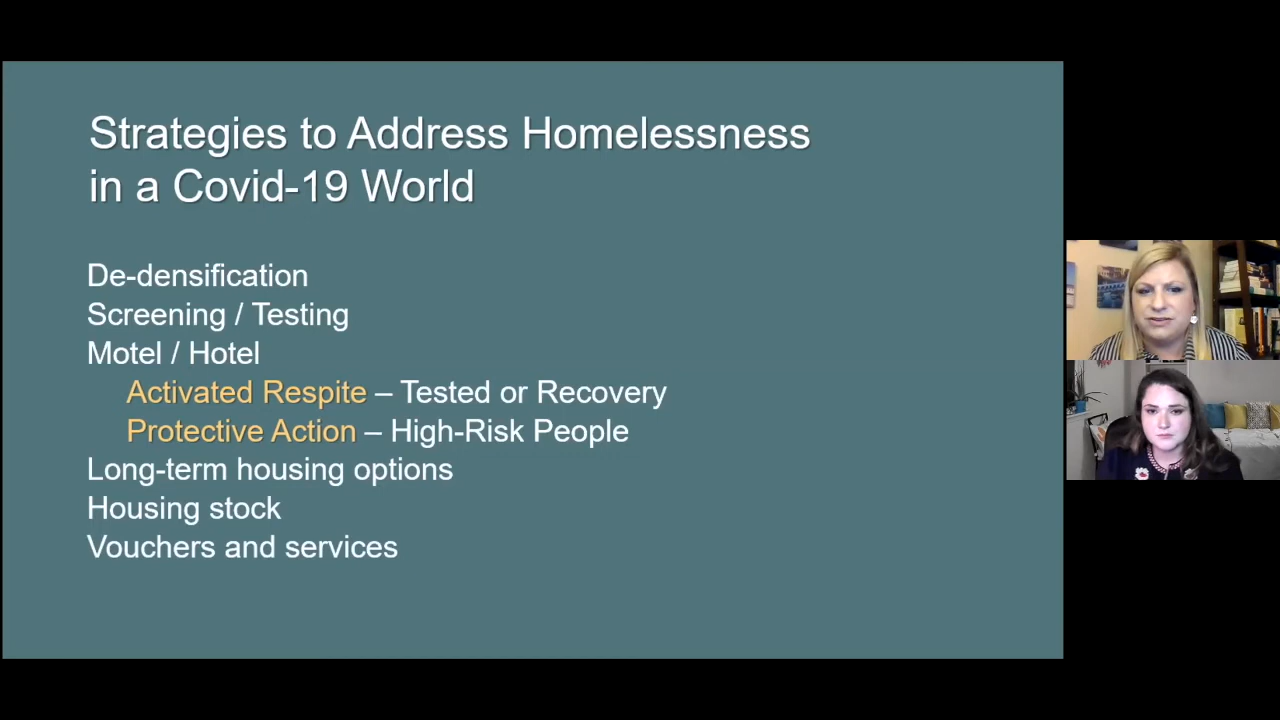 Strategies to Address Homelessness
in a Covid-19 World
De-densification
Screening / Testing
Motel / Hotel
Activated Respite – Tested or Recovery
Protective Action – High-Risk People
Long-term housing options
Housing stock
Vouchers and services